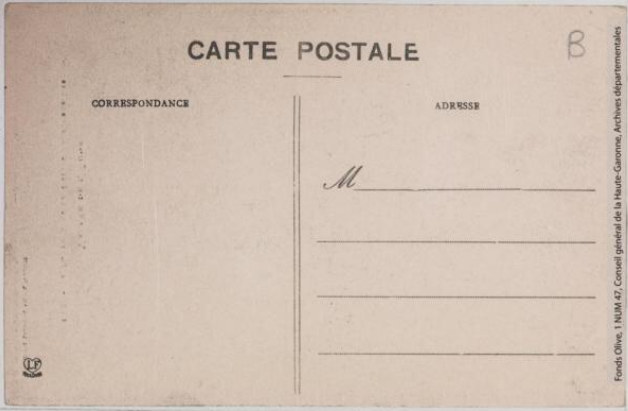 CARTE POSTALE
B
CORRESPONDANCE
ADRESSE
M
Fonds Olive, 1 NUM 47, Conseil général de la Haute-Garonne, Archives départementales